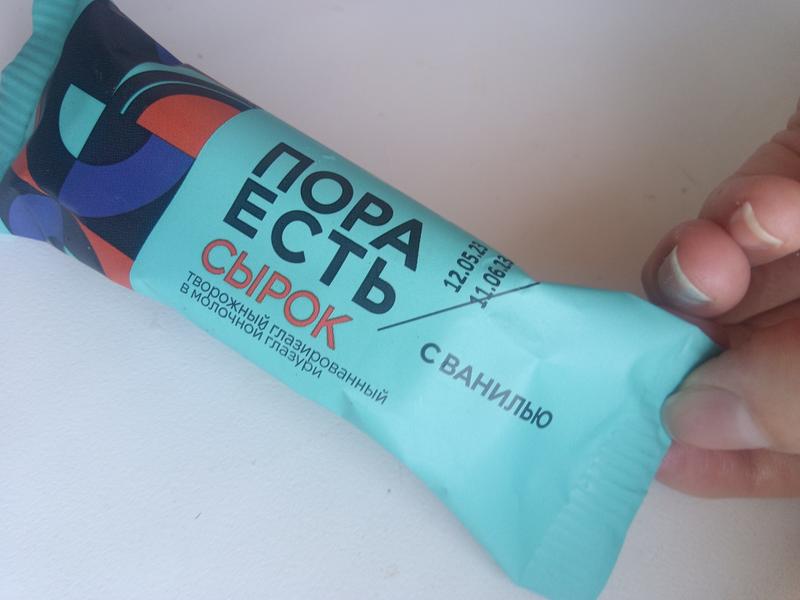 ПОРА
ЕСТЬ
СЫРОК
творожный глазированный
в молочной глазури
12.05.23
11.06.23
С ВАНИЛЬЮ